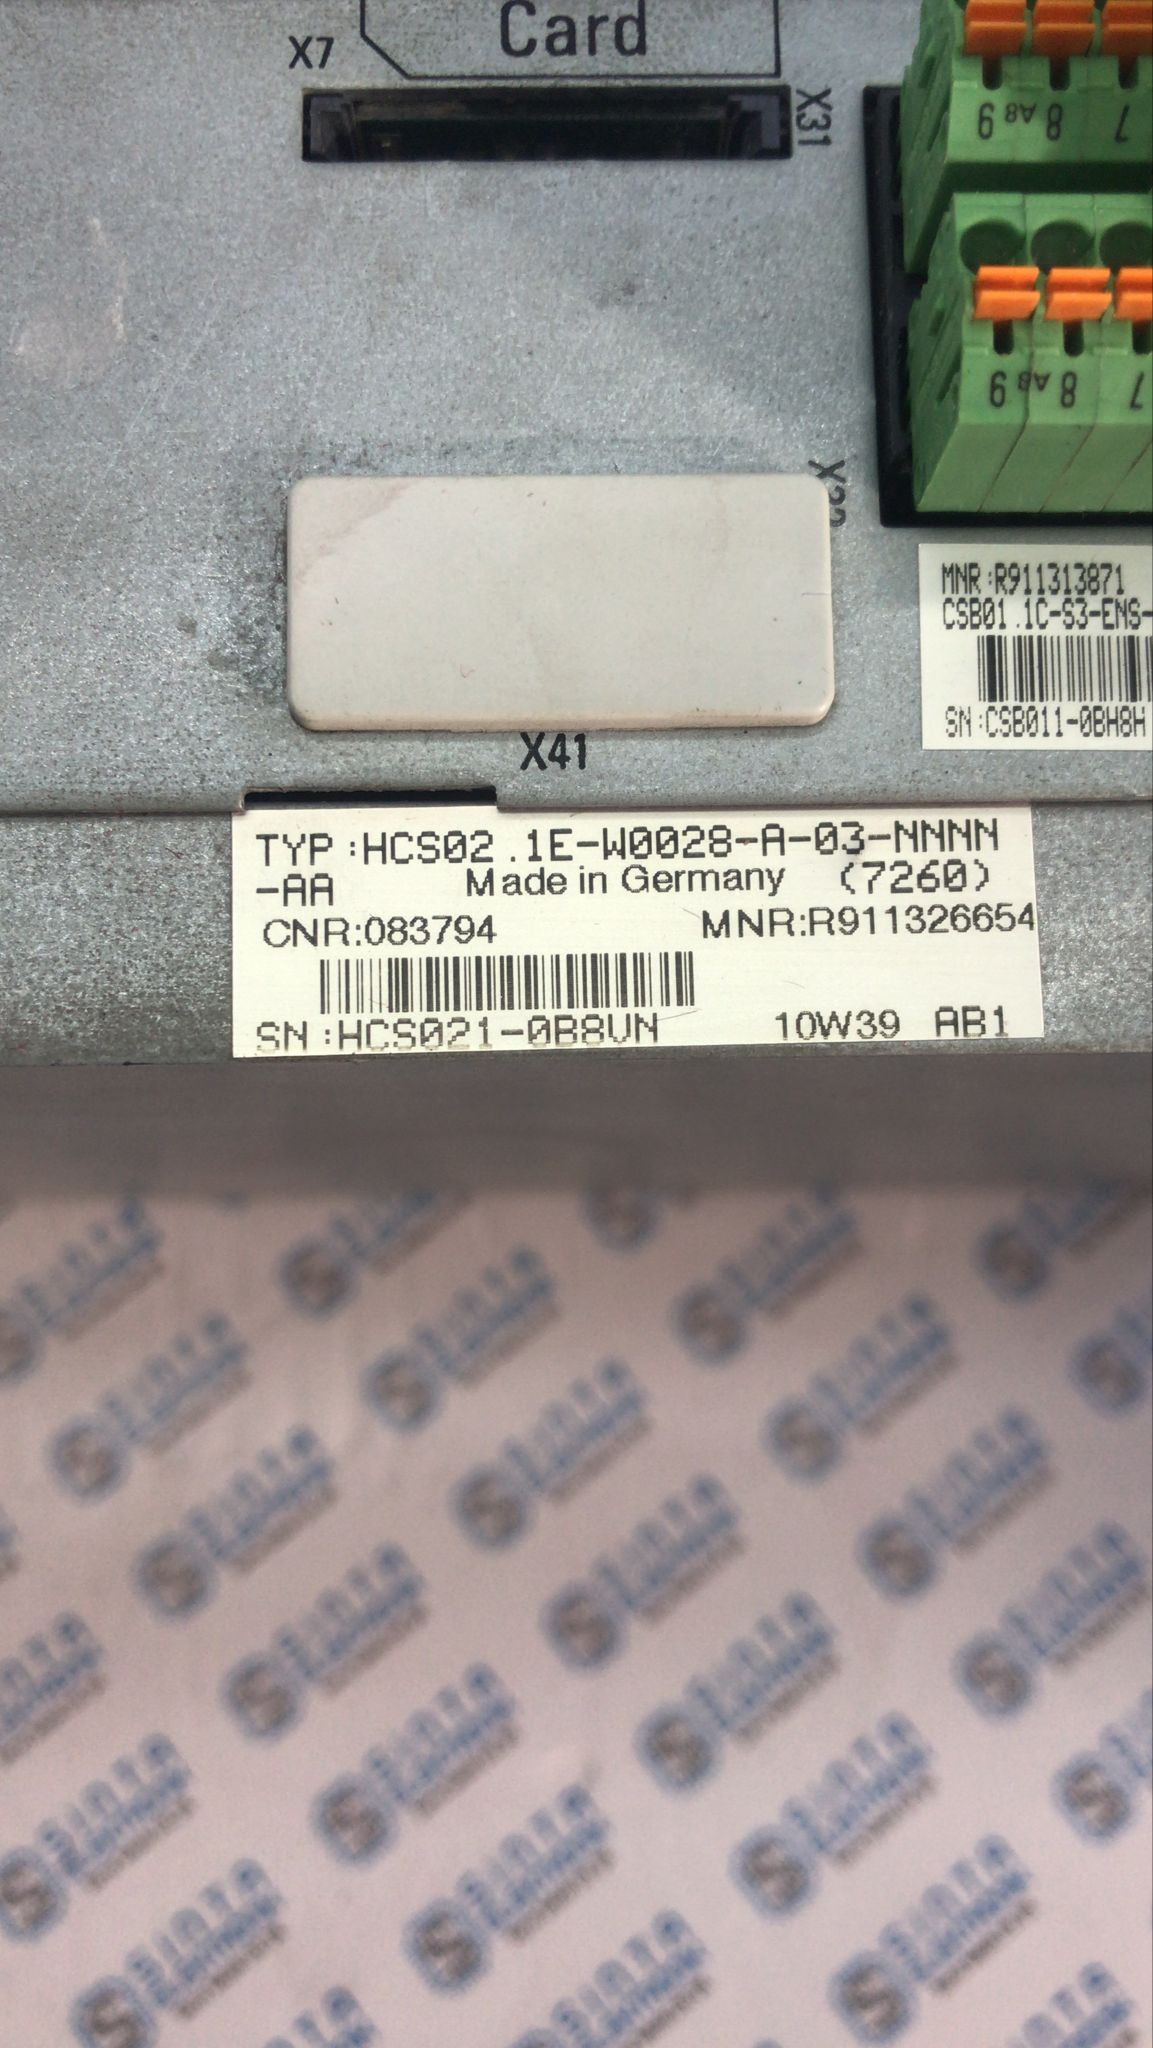 Card
X7
X31
9 A8 8 7
9 A8 8 7
MNR:R911313871
CSB01.1C-S3-ENS-
SN:CSB011-0BH8H
X41
TYP:HCS02.1E-W0028-A-03-NNNN
-AA Made in Germany (7260)
CNR:083794 MNR:R911326654
SN:HCS021-0B8VN 10W39 AB1